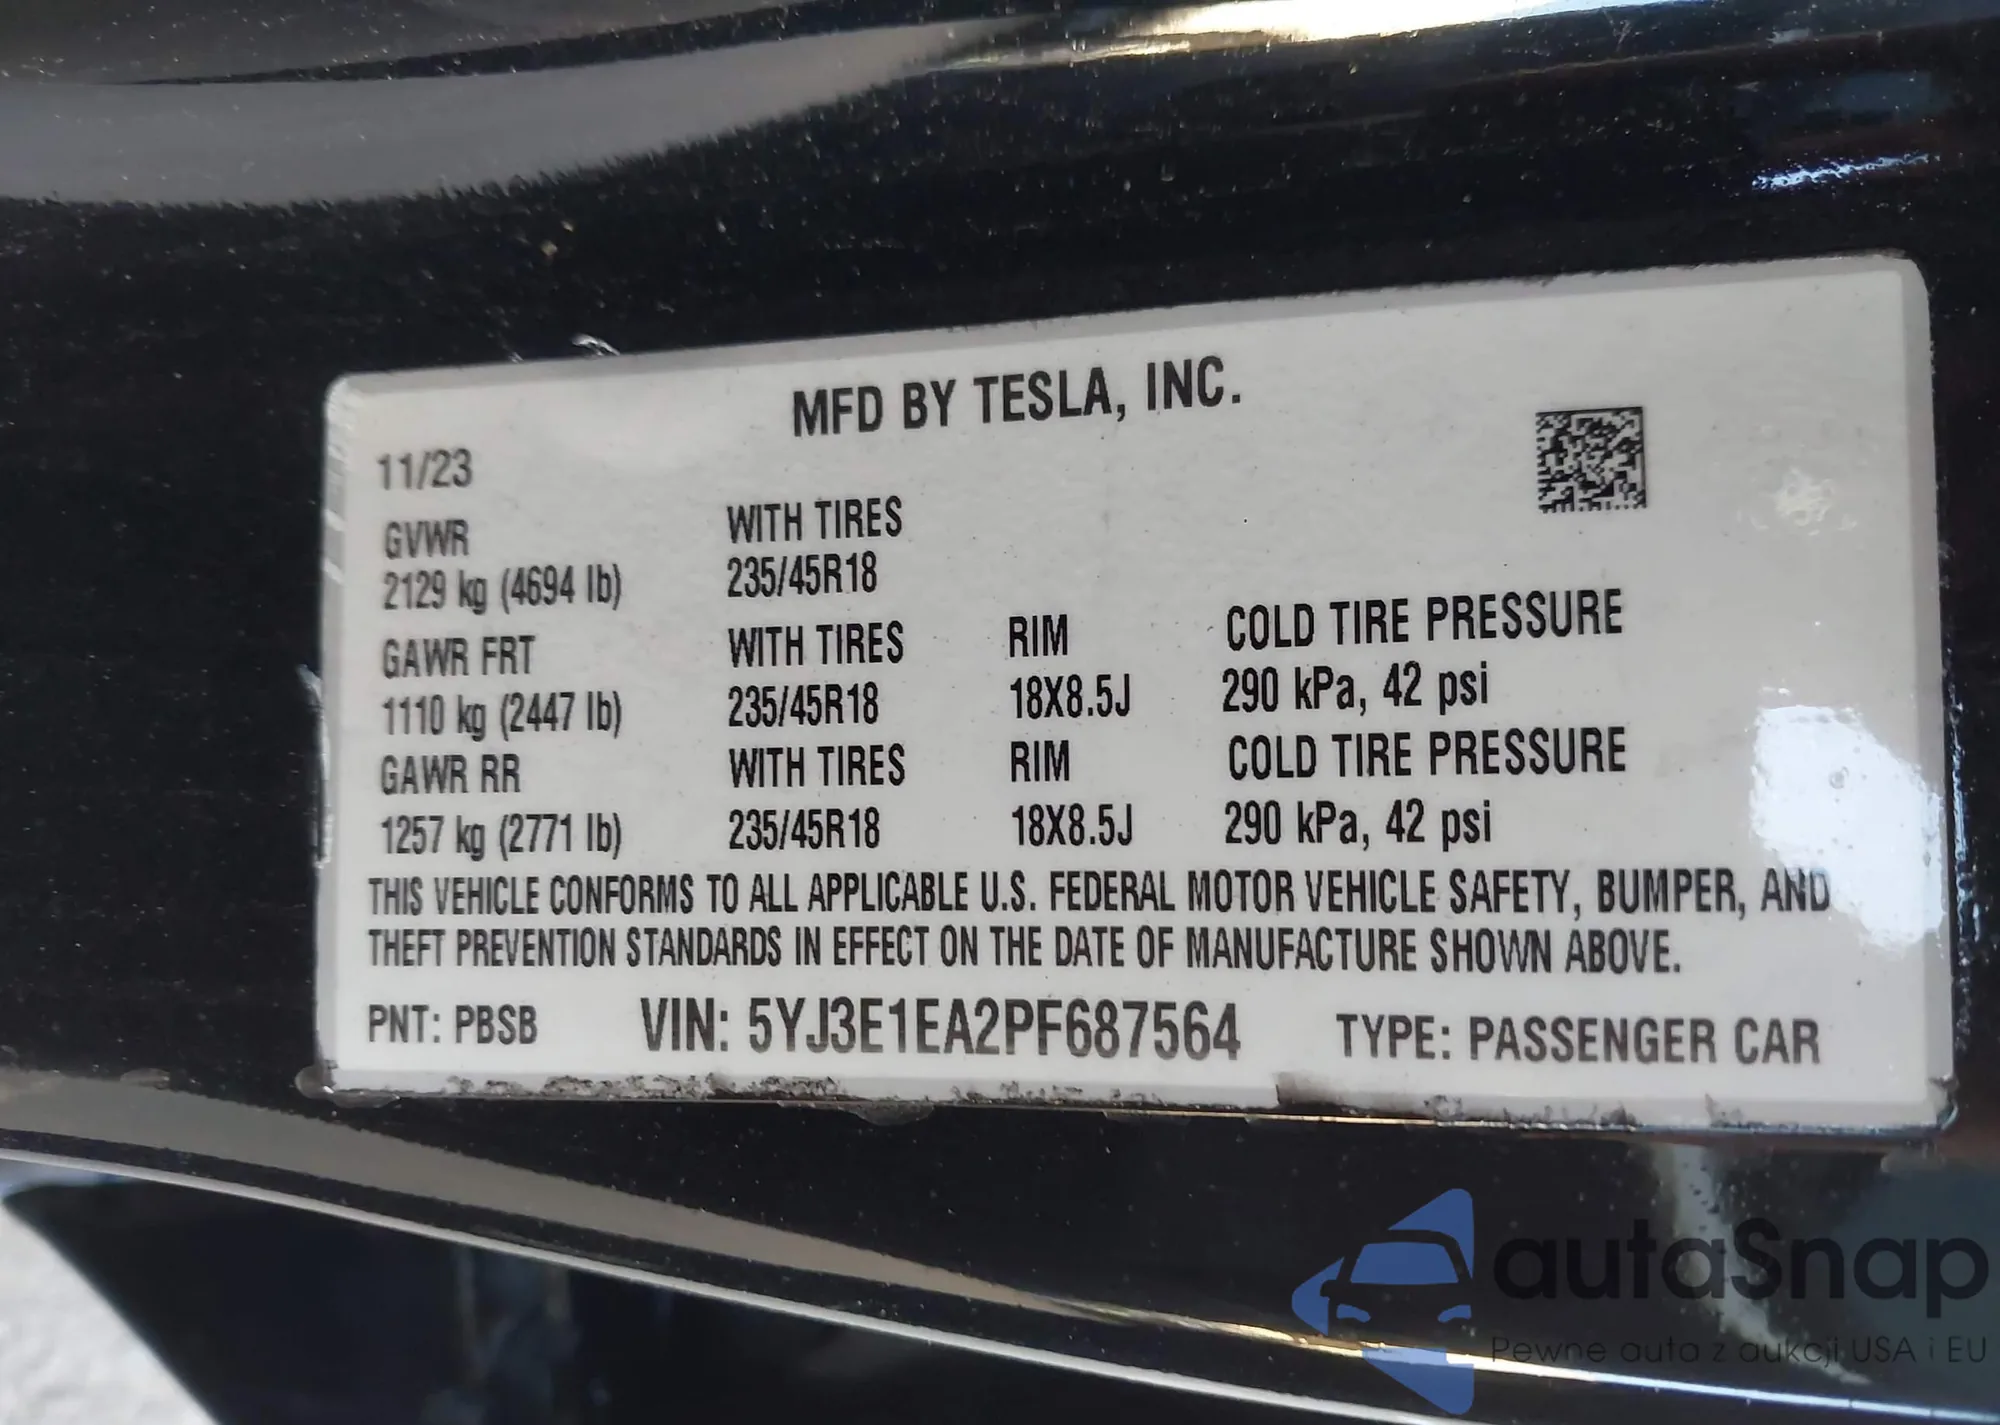 MFD BY TESLA, INC.
11/23
GVWR WITH TIRES
2129 kg (4694 lb) 235/45R18
GAWR FRT WITH TIRES RIM COLD TIRE PRESSURE
1110 kg (2447 lb) 235/45R18 18X8.5J 290 kPa, 42 psi
GAWR RR WITH TIRES RIM COLD TIRE PRESSURE
1257 kg (2771 lb) 235/45R18 18X8.5J 290 kPa, 42 psi
THIS VEHICLE CONFORMS TO ALL APPLICABLE U.S. FEDERAL MOTOR VEHICLE SAFETY, BUMPER, AND
THEFT PREVENTION STANDARDS IN EFFECT ON THE DATE OF MANUFACTURE SHOWN ABOVE.
PNT: PBSB VIN: 5YJ3E1EA2PF687564 TYPE: PASSENGER CAR
autaSnap
Pewne auta z aukcji USA i EU